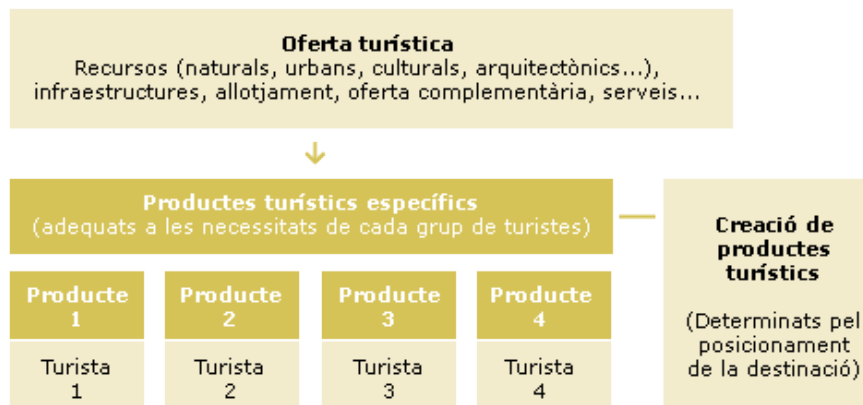 Oferta turística
Recursos (naturals, urbans, culturals, arquitectònics...),
infraestructures, allotjament, oferta complementària, serveis...
Productes turístics específics
(adequats a les necessitats de cada grup de turistes)
Creació de
productes
turístics
(Determinats pel
posicionament
de la destinació)
Producte
1
Producte
2
Producte
3
Producte
4
Turista
1
Turista
2
Turista
3
Turista
4